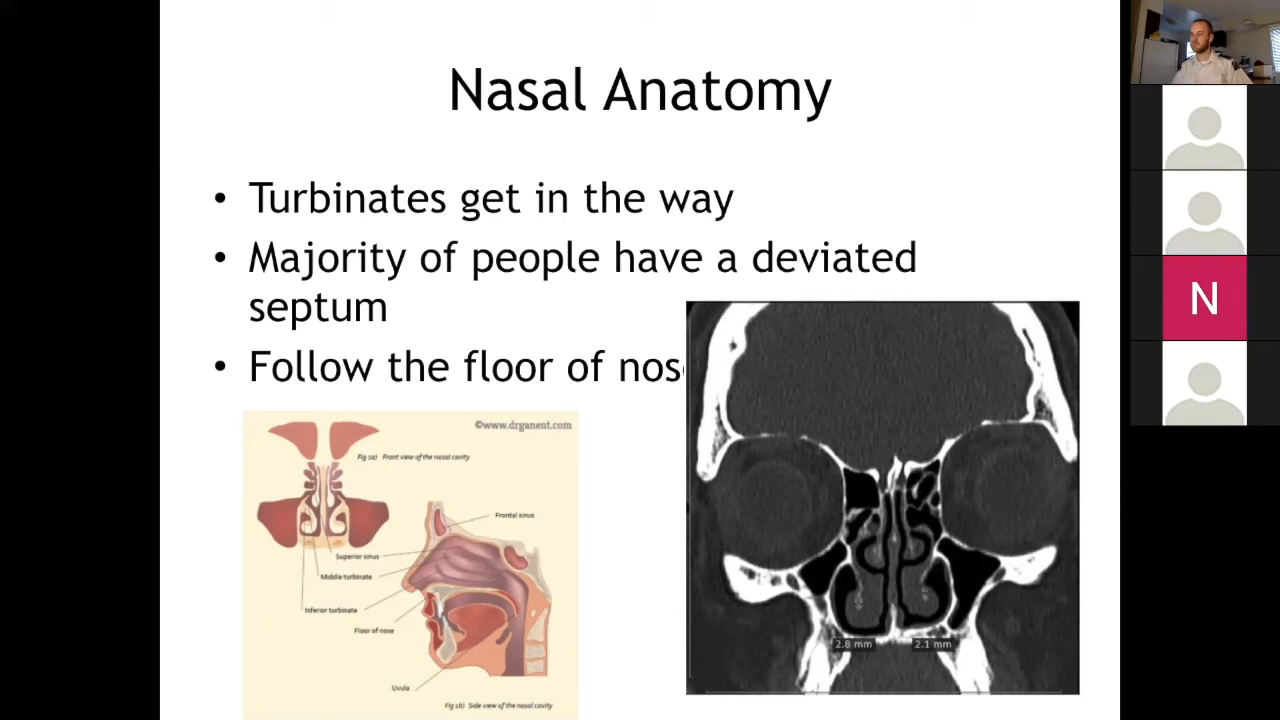 Nasal Anatomy
• Turbinates get in the way
• Majority of people have a deviated
septum
• Follow the floor of nose
©www.drganent.com
Fig 1a) Front view of the nasal cavity
Frontal sinus
Superior sinus
Middle turbinate
Inferior turbinate
Floor of nose
Uvula
Fig 1b) Side view of the nasal cavity
2.8 mm
2.1 mm
N